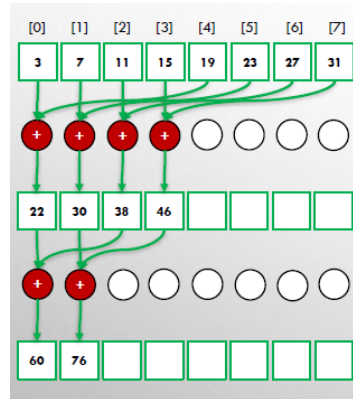 [0] [1] [2] [3] [4] [5] [6] [7]
3 7 11 15 19 23 27 31
+ + + +
22 30 38 46
+ +
60 76